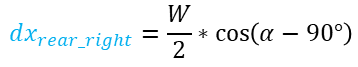 dx_rear_right = W/2 * cos(α − 90°)